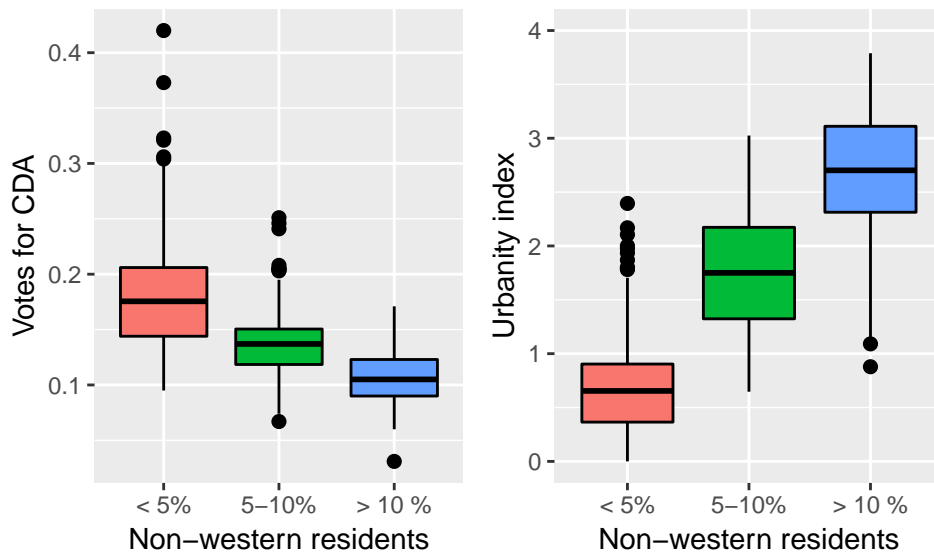 Votes for CDA
0.4
0.3
0.2
0.1
< 5%
5−10%
> 10 %
Non−western residents
Urbanity index
4
3
2
1
0
< 5%
5−10%
> 10 %
Non−western residents